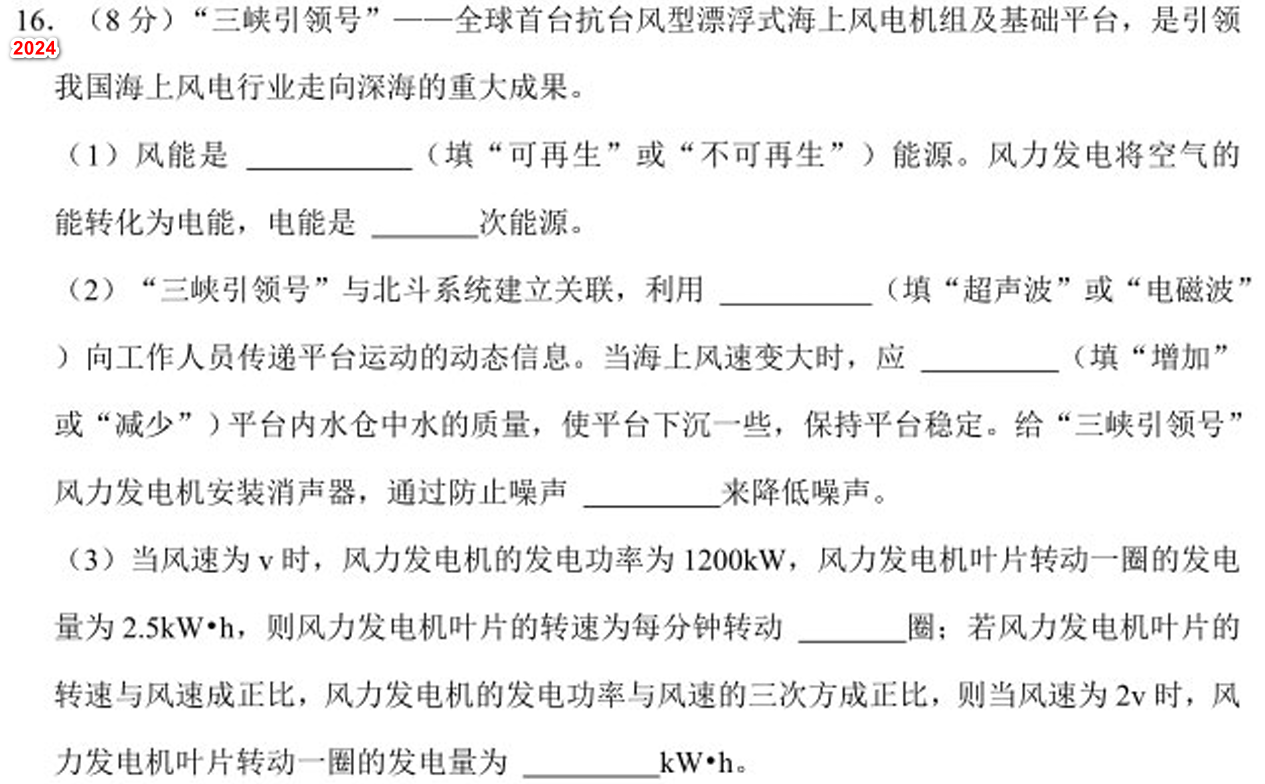 16.（8 分）“三峡引领号”——全球首台抗台风型漂浮式海上风电机组及基础平台，是引领
2024
我国海上风电行业走向深海的重大成果。
（1）风能是 ___________（填“可再生”或“不可再生”）能源。风力发电将空气的
能转化为电能，电能是 _______次能源。
（2）“三峡引领号”与北斗系统建立关联，利用 __________（填“超声波”或“电磁波”
）向工作人员传递平台运动的动态信息。当海上风速变大时，应 _________（填“增加”
或“减少”）平台内水仓中水的质量，使平台下沉一些，保持平台稳定。给“三峡引领号”
风力发电机安装消声器，通过防止噪声 _________来降低噪声。
（3）当风速为 v 时，风力发电机的发电功率为 1200kW，风力发电机叶片转动一圈的发电
量为 2.5kW•h，则风力发电机叶片的转速为每分钟转动 _______圈；若风力发电机叶片的
转速与风速成正比，风力发电机的发电功率与风速的三次方成正比，则当风速为 2v 时，风
力发电机叶片转动一圈的发电量为 _________kW•h。